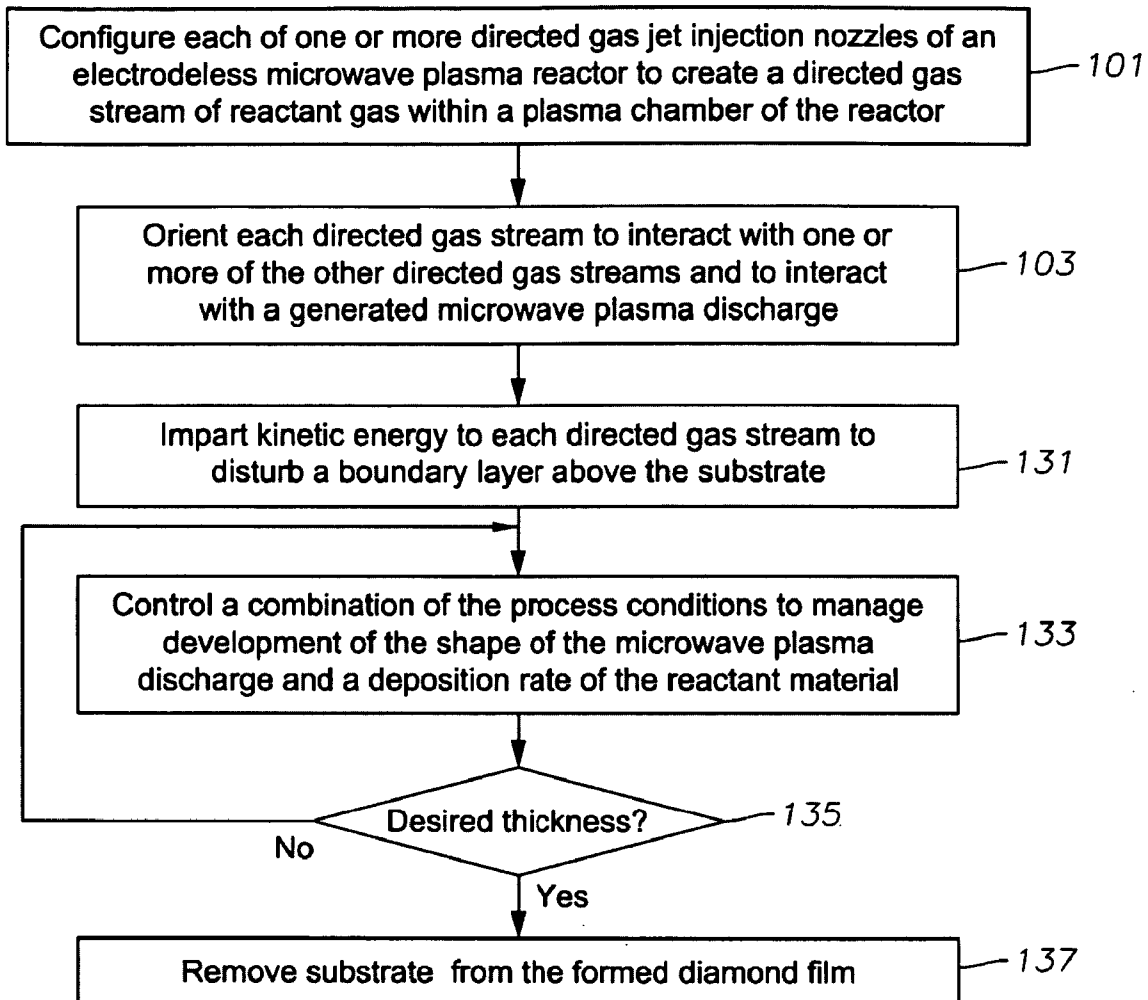 Configure each of one or more directed gas jet injection nozzles of an
electrodeless microwave plasma reactor to create a directed gas
stream of reactant gas within a plasma chamber of the reactor
101
Orient each directed gas stream to interact with one or
more of the other directed gas streams and to interact
with a generated microwave plasma discharge
103
Impart kinetic energy to each directed gas stream to
disturb a boundary layer above the substrate
131
Control a combination of the process conditions to manage
development of the shape of the microwave plasma
discharge and a deposition rate of the reactant material
133
Desired thickness?
135
No
Yes
Remove substrate from the formed diamond film
137